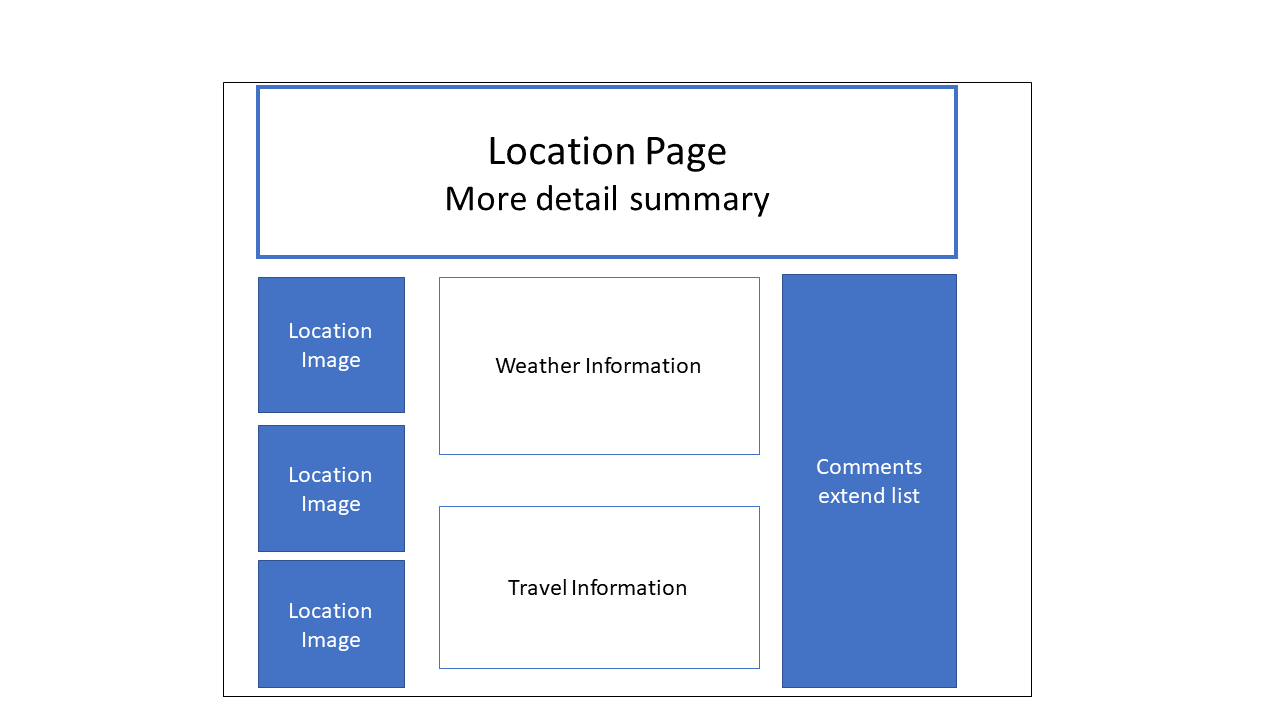 Location Page
More detail summary
Location
Image
Weather Information
Comments
extend list
Location
Image
Travel Information
Location
Image